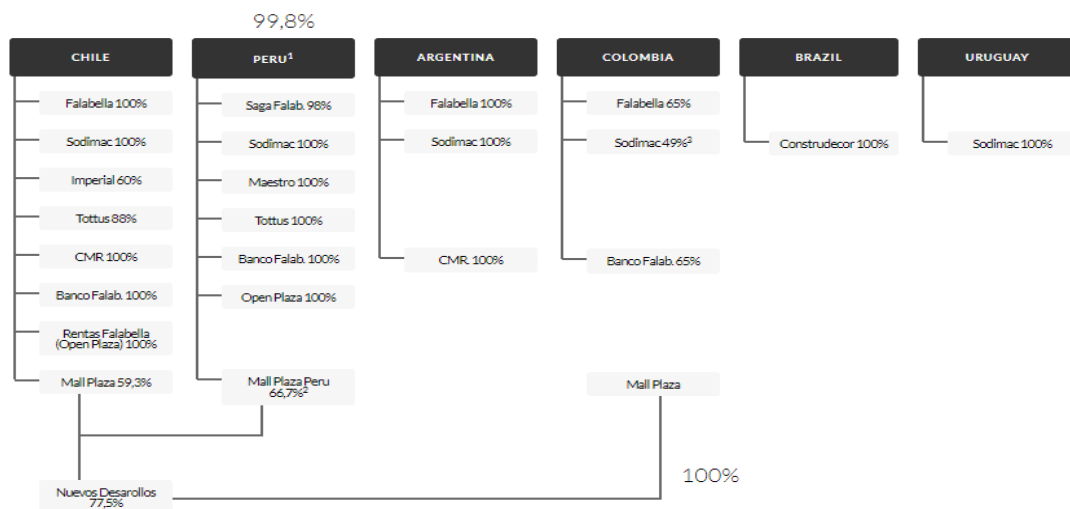 99,8%
CHILE
PERU¹
ARGENTINA
COLOMBIA
BRAZIL
URUGUAY
Falabella 100%
Saga Falab. 98%
Falabella 100%
Falabella 65%
Sodimac 100%
Sodimac 100%
Sodimac 100%
Sodimac 49%³
Construdecor 100%
Sodimac 100%
Imperial 60%
Maestro 100%
Tottus 88%
Tottus 100%
CMR 100%
Banco Falab. 100%
CMR. 100%
Banco Falab. 65%
Banco Falab. 100%
Open Plaza 100%
Rentas Falabella
(Open Plaza) 100%
Mall Plaza 59,3%
Mall Plaza Peru
66,7%²
Mall Plaza
100%
Nuevos Desarollos
77,5%